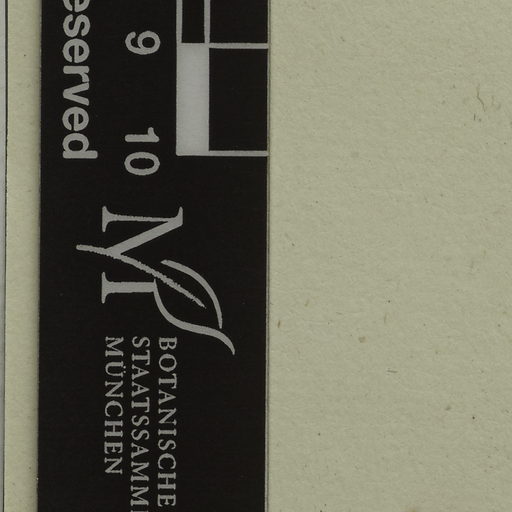 eserved
9 10
BOTANISCHE
STAATSSAMM
MÜNCHEN